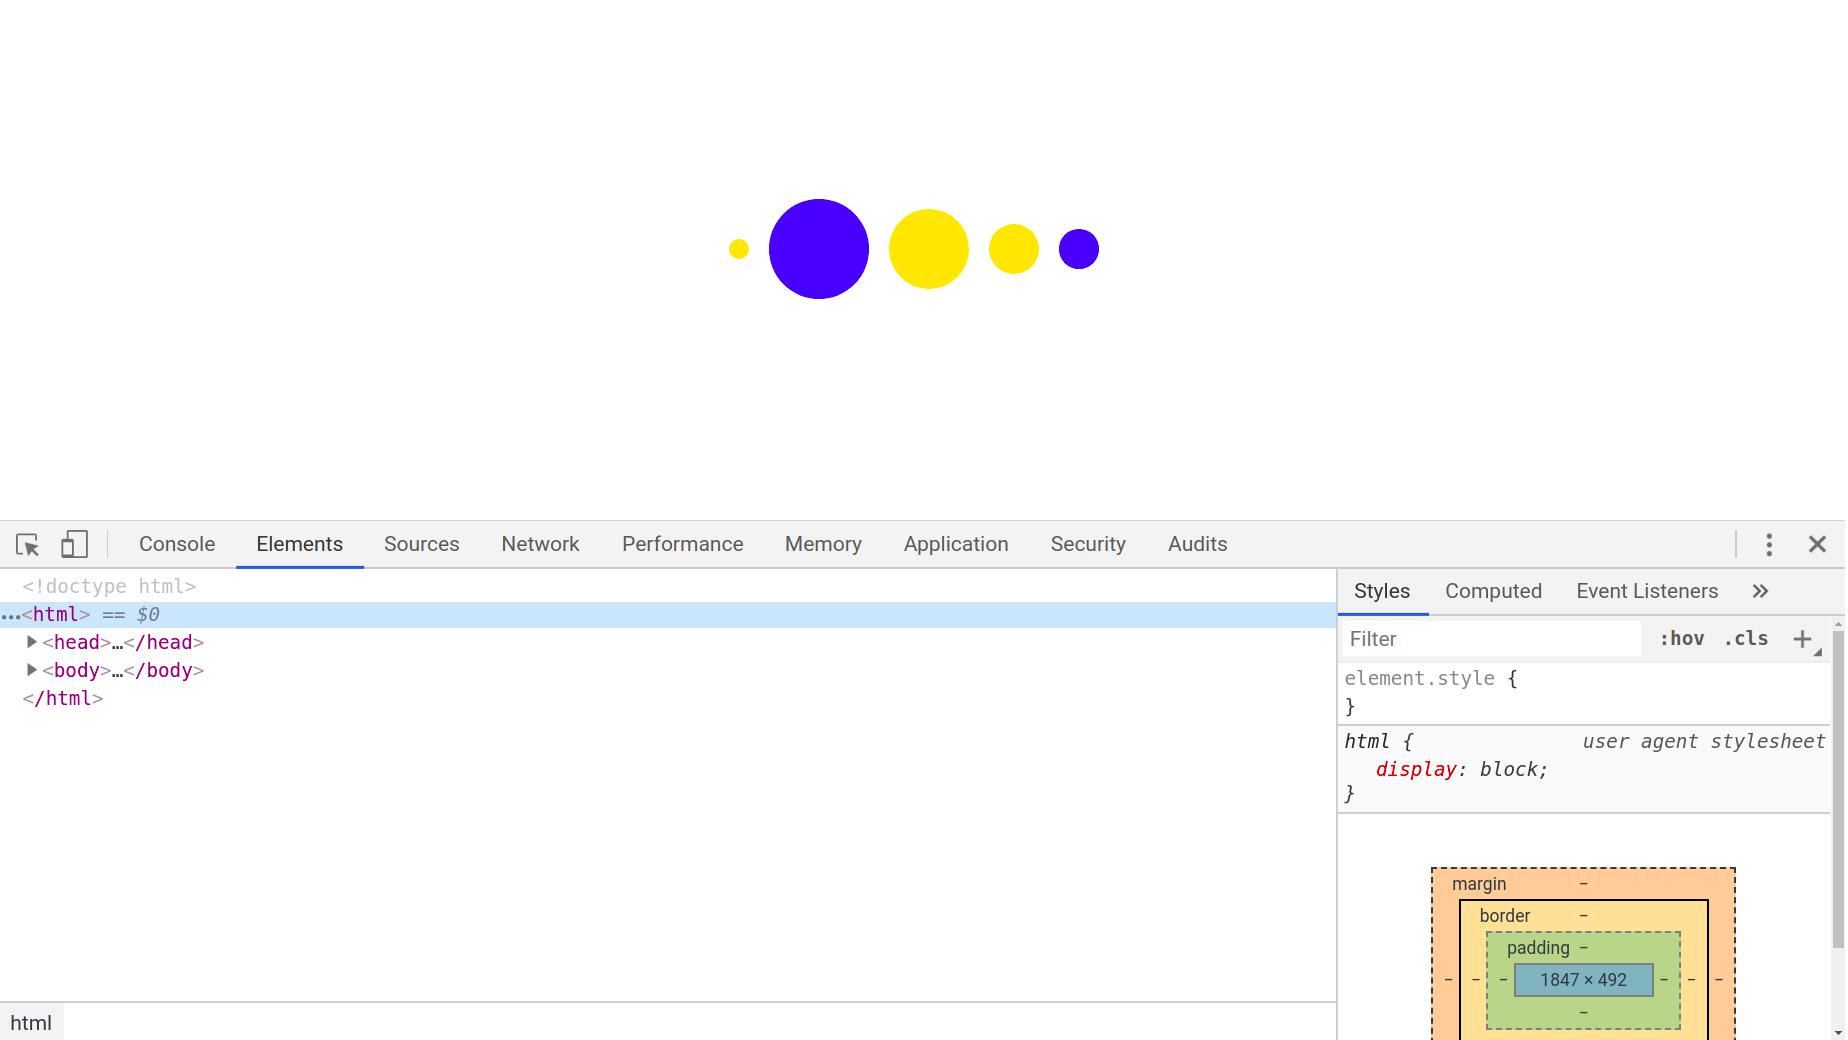 Console Elements Sources Network Performance Memory Application Security Audits
<!doctype html>
…<html> == $0
<head>…</head>
<body>…</body>
</html>
html
Styles Computed Event Listeners »
Filter :hov .cls +
element.style {
}
html { user agent stylesheet
display: block;
}
margin –
border –
padding –
– – – 1847 × 492 – – –
–